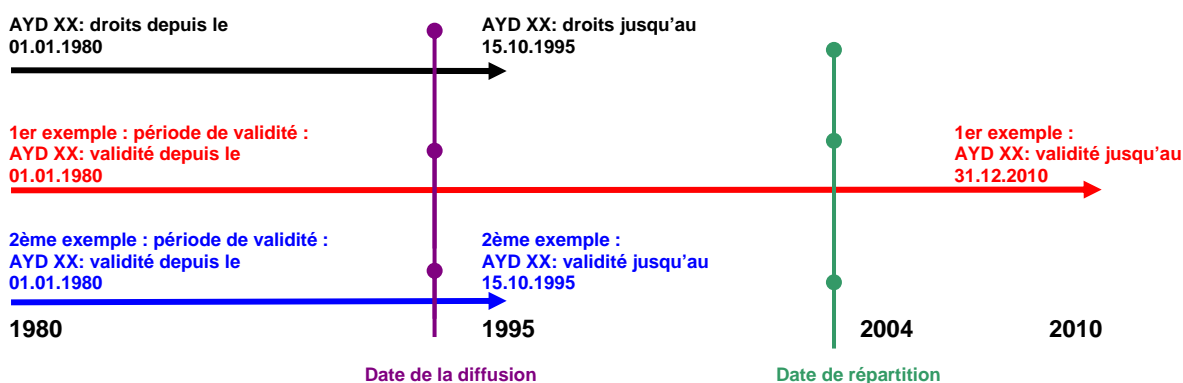 AYD XX: droits depuis le
01.01.1980
AYD XX: droits jusqu'au
15.10.1995
1er exemple : période de validité :
AYD XX: validité depuis le
01.01.1980
1er exemple :
AYD XX: validité jusqu'au
31.12.2010
2ème exemple : période de validité :
AYD XX: validité depuis le
01.01.1980
2ème exemple :
AYD XX: validité jusqu'au
15.10.1995
1980
1995
2004
2010
Date de la diffusion
Date de répartition